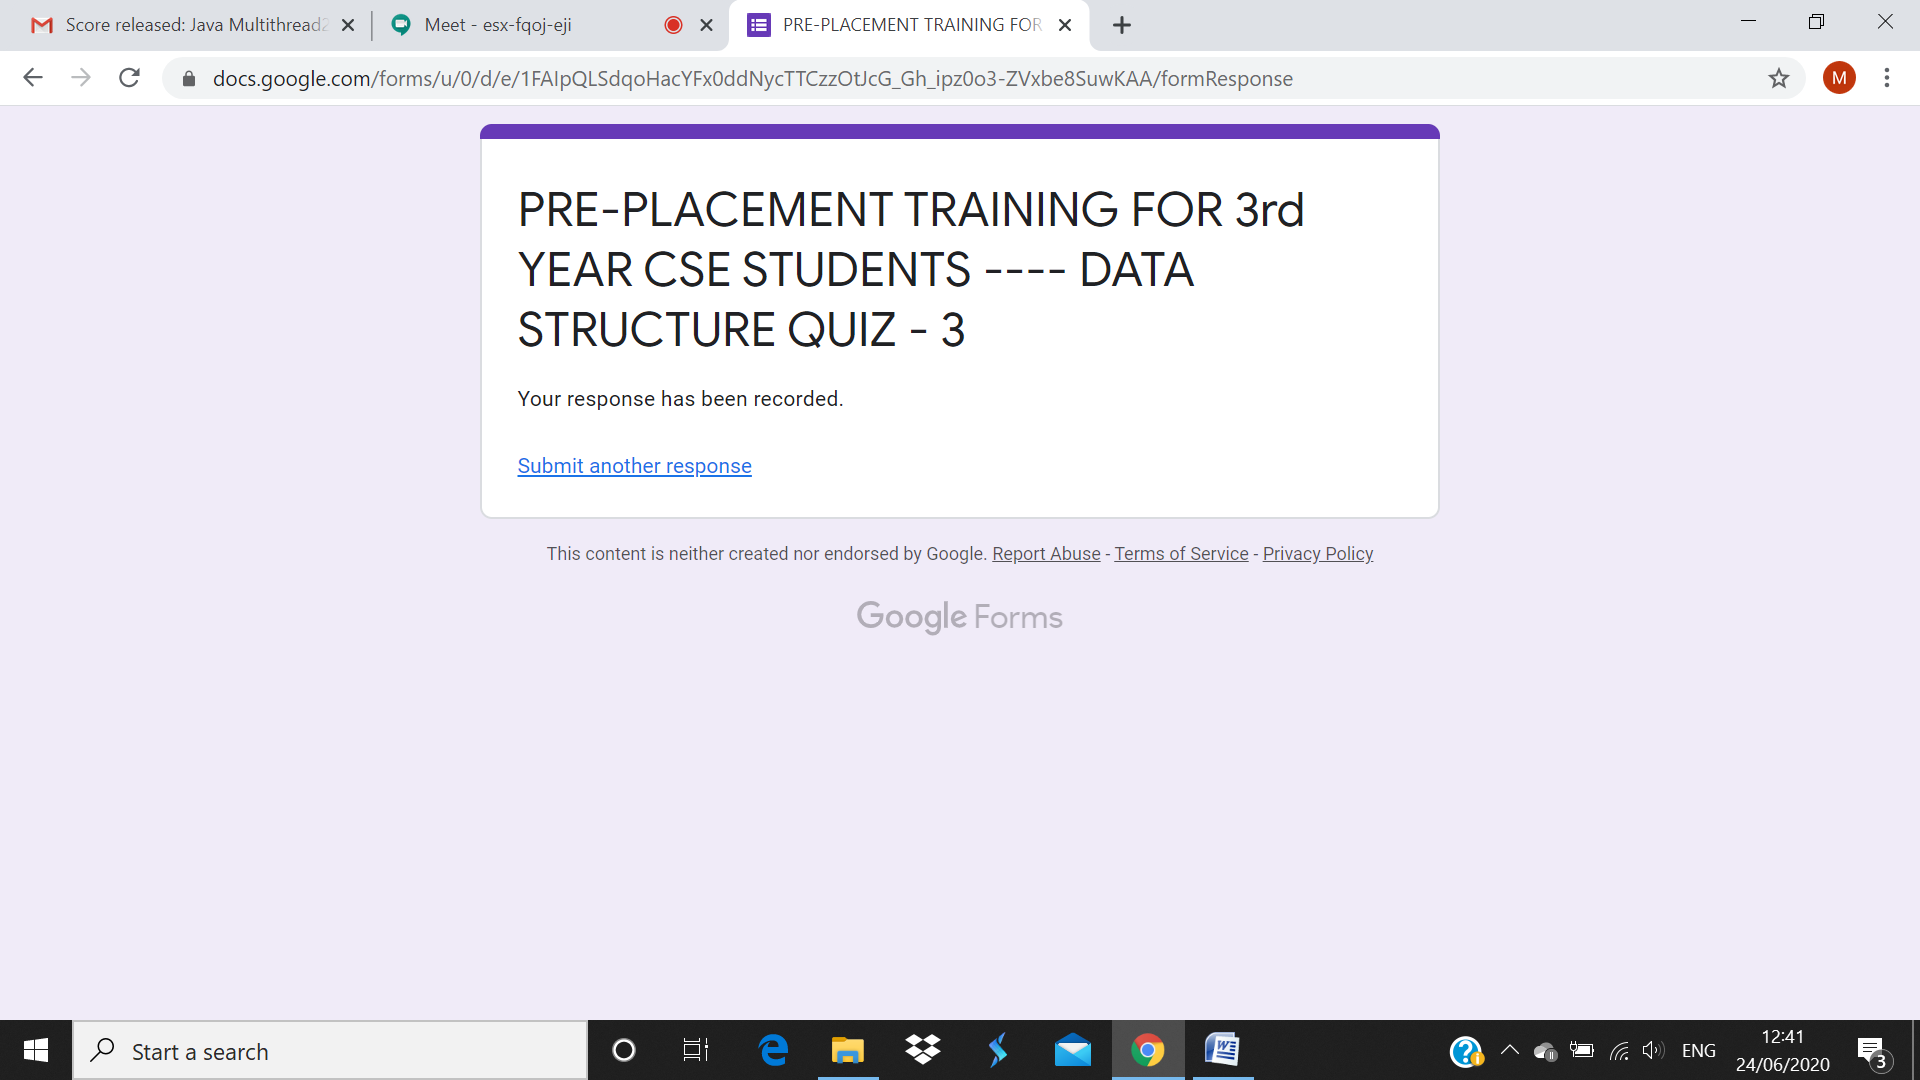 Score released: Java Multithread2
Meet - esx-fqoj-eji
PRE-PLACEMENT TRAINING FOR
docs.google.com/forms/u/0/d/e/1FAIpQLSdqoHacYFx0ddNycTTCzzOtJcG_Gh_ipz0o3-ZVxbe8SuwKAA/formResponse
M
PRE-PLACEMENT TRAINING FOR 3rd
YEAR CSE STUDENTS ---- DATA
STRUCTURE QUIZ - 3
Your response has been recorded.
Submit another response
This content is neither created nor endorsed by Google. Report Abuse - Terms of Service - Privacy Policy
Google Forms
Start a search
ENG
12:41
24/06/2020
3